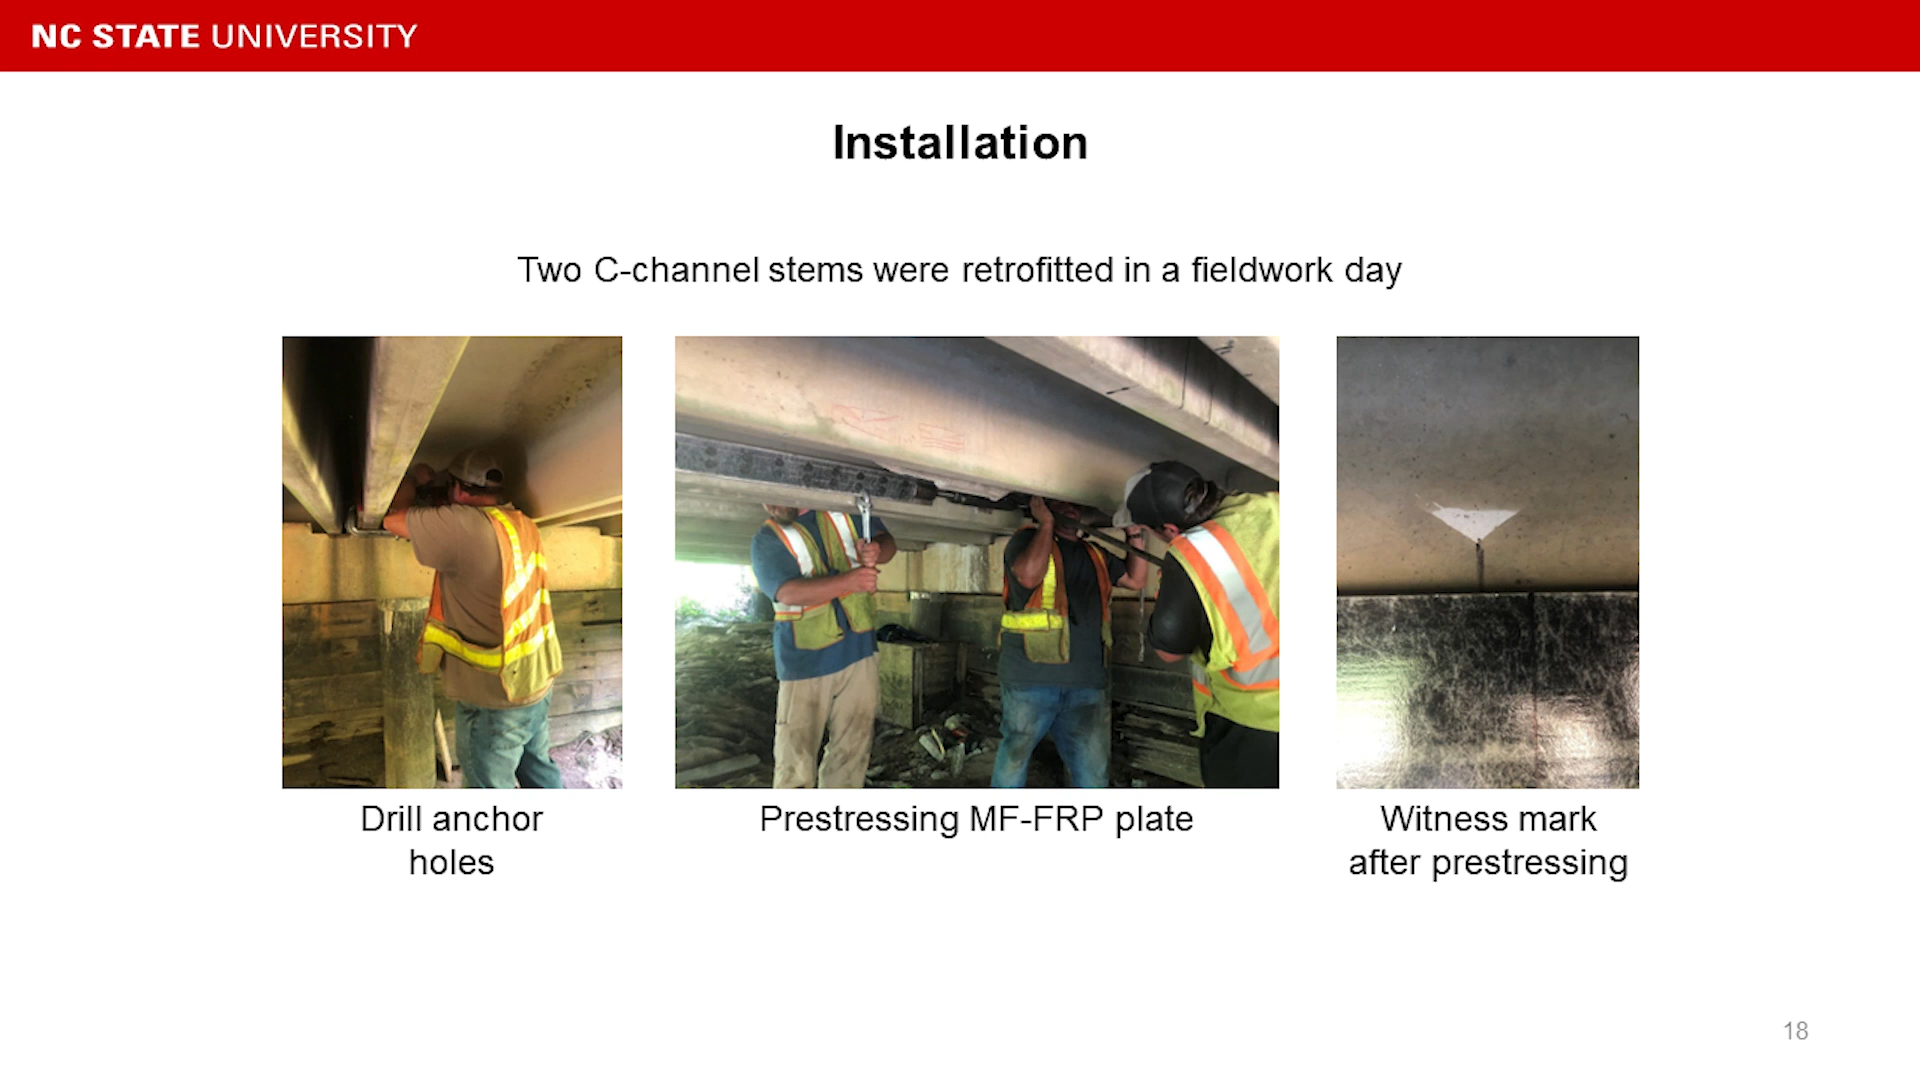 NC STATE UNIVERSITY
Installation
Two C-channel stems were retrofitted in a fieldwork day
Drill anchor
holes
Prestressing MF-FRP plate
Witness mark
after prestressing
18